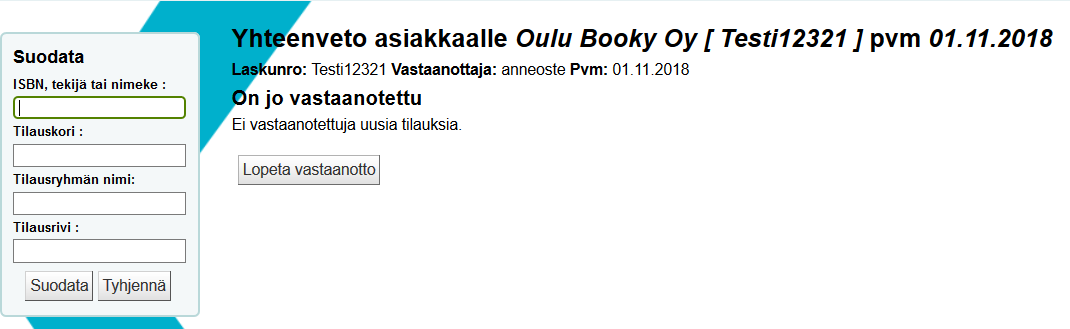 Suodata
ISBN, tekijä tai nimeke :
Tilauskori :
Tilausryhmän nimi:
Tilausrivi :
Suodata Tyhjennä
Yhteenveto asiakkaalle Oulu Booky Oy [ Testi12321 ] pvm 01.11.2018
Laskunro: Testi12321 Vastaanottaja: anneoste Pvm: 01.11.2018
On jo vastaanotettu
Ei vastaanotettuja uusia tilauksia.
Lopeta vastaanotto